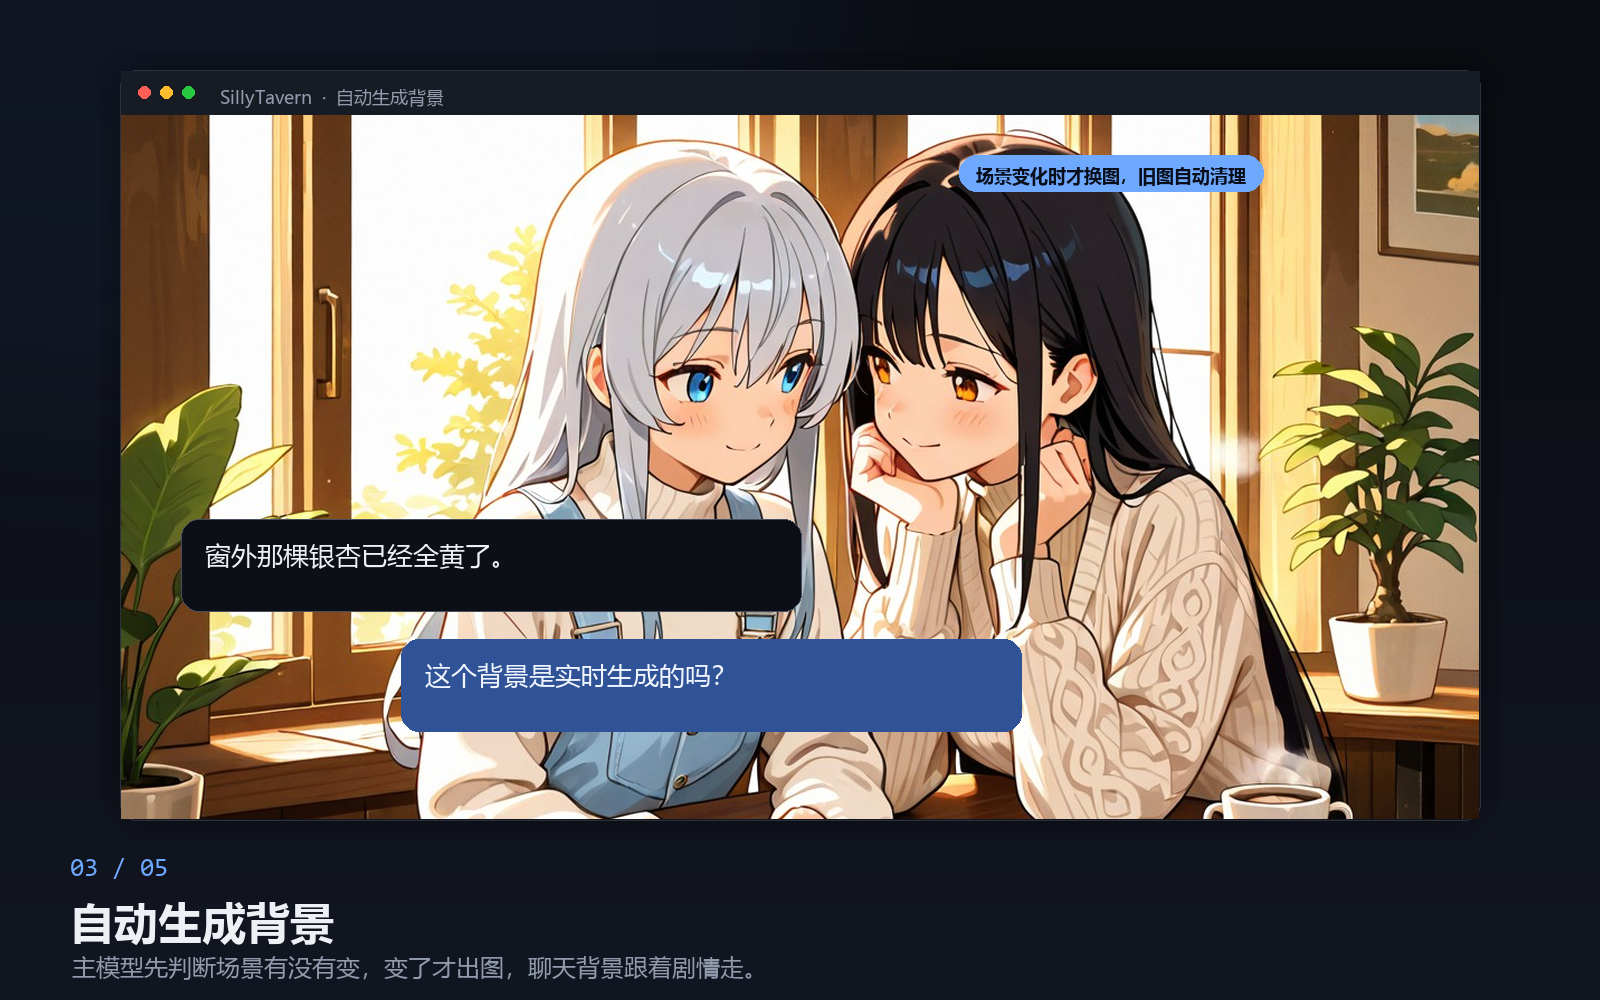 SillyTavern · 自动生成背景
场景变化时才换图，旧图自动清理
窗外那棵银杏已经全黄了。
这个背景是实时生成的吗？
03 / 05
自动生成背景
主模型先判断场景有没有变，变了才出图，聊天背景跟着剧情走。